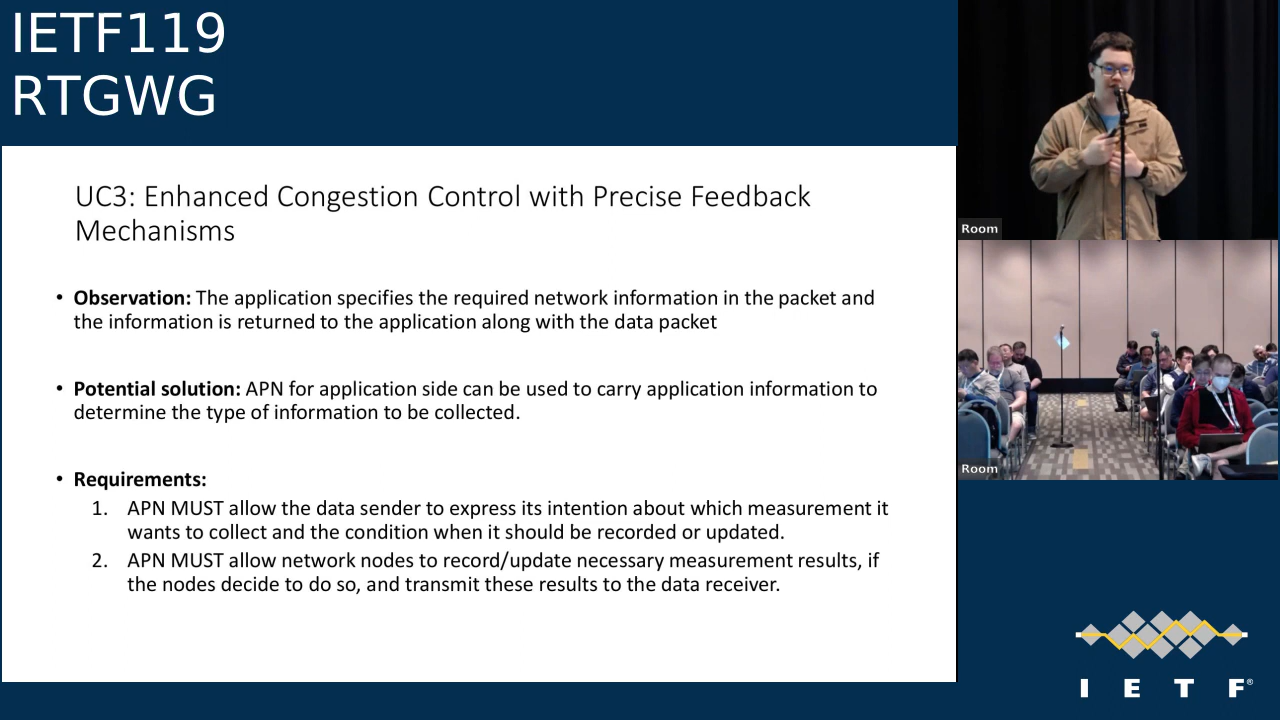 IETF119
RTGWG
UC3: Enhanced Congestion Control with Precise Feedback
Mechanisms
• Observation: The application specifies the required network information in the packet and
the information is returned to the application along with the data packet
• Potential solution: APN for application side can be used to carry application information to
determine the type of information to be collected.
• Requirements:
1. APN MUST allow the data sender to express its intention about which measurement it
wants to collect and the condition when it should be recorded or updated.
2. APN MUST allow network nodes to record/update necessary measurement results, if
the nodes decide to do so, and transmit these results to the data receiver.
Room
Room
I E T F®